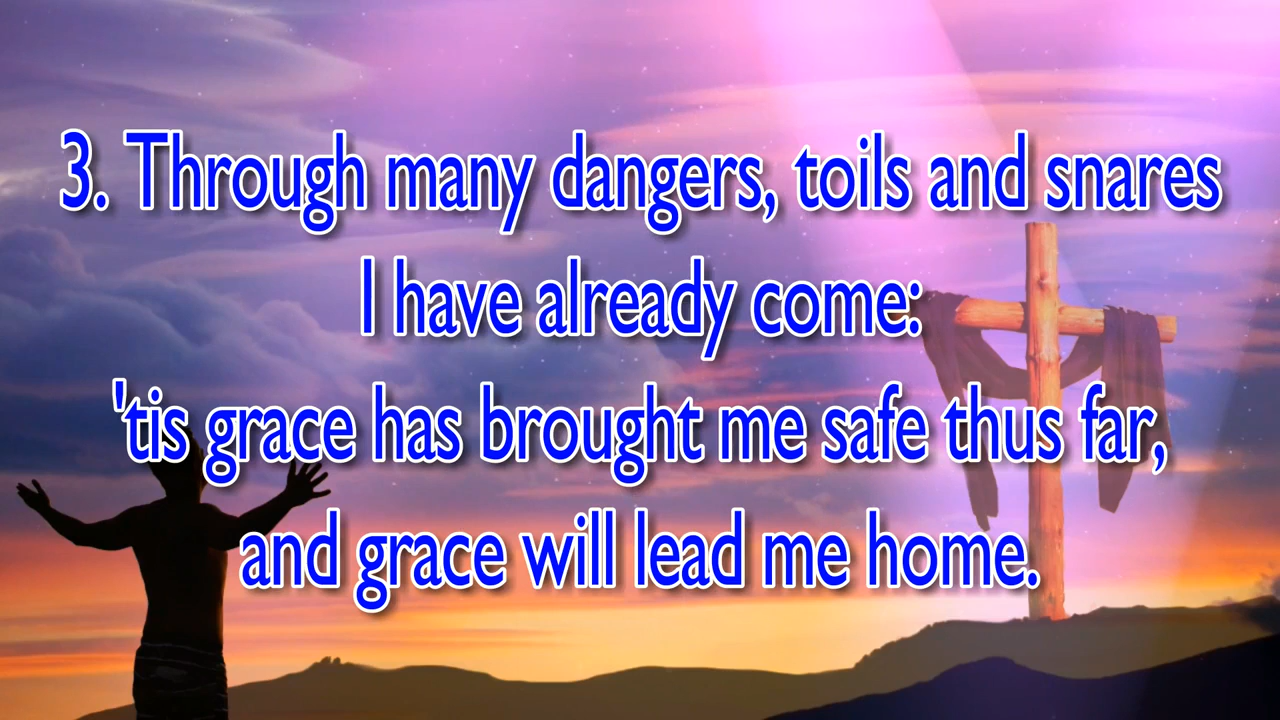 3. Through many dangers, toils and snares
I have already come:
'tis grace has brought me safe thus far,
and grace will lead me home.